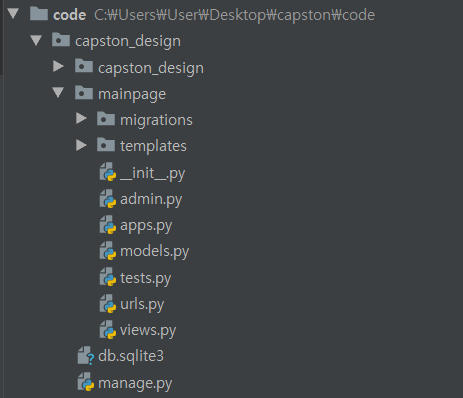 code C:₩Users₩User₩Desktop₩capston₩code
capston_design
capston_design
mainpage
migrations
templates
__init__.py
admin.py
apps.py
models.py
tests.py
urls.py
views.py
db.sqlite3
manage.py